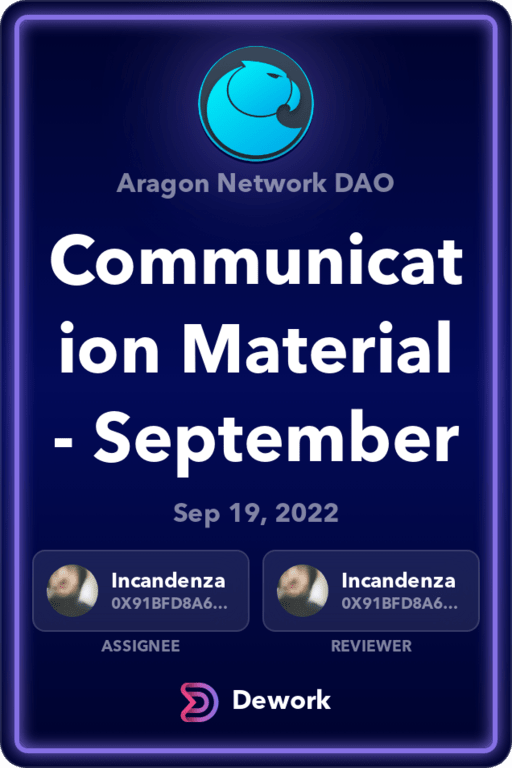 Aragon Network DAO
Communicat
ion Material
- September
Sep 19, 2022
Incandenza
0X91BFD8A6...
ASSIGNEE
Incandenza
0X91BFD8A6...
REVIEWER
Dework